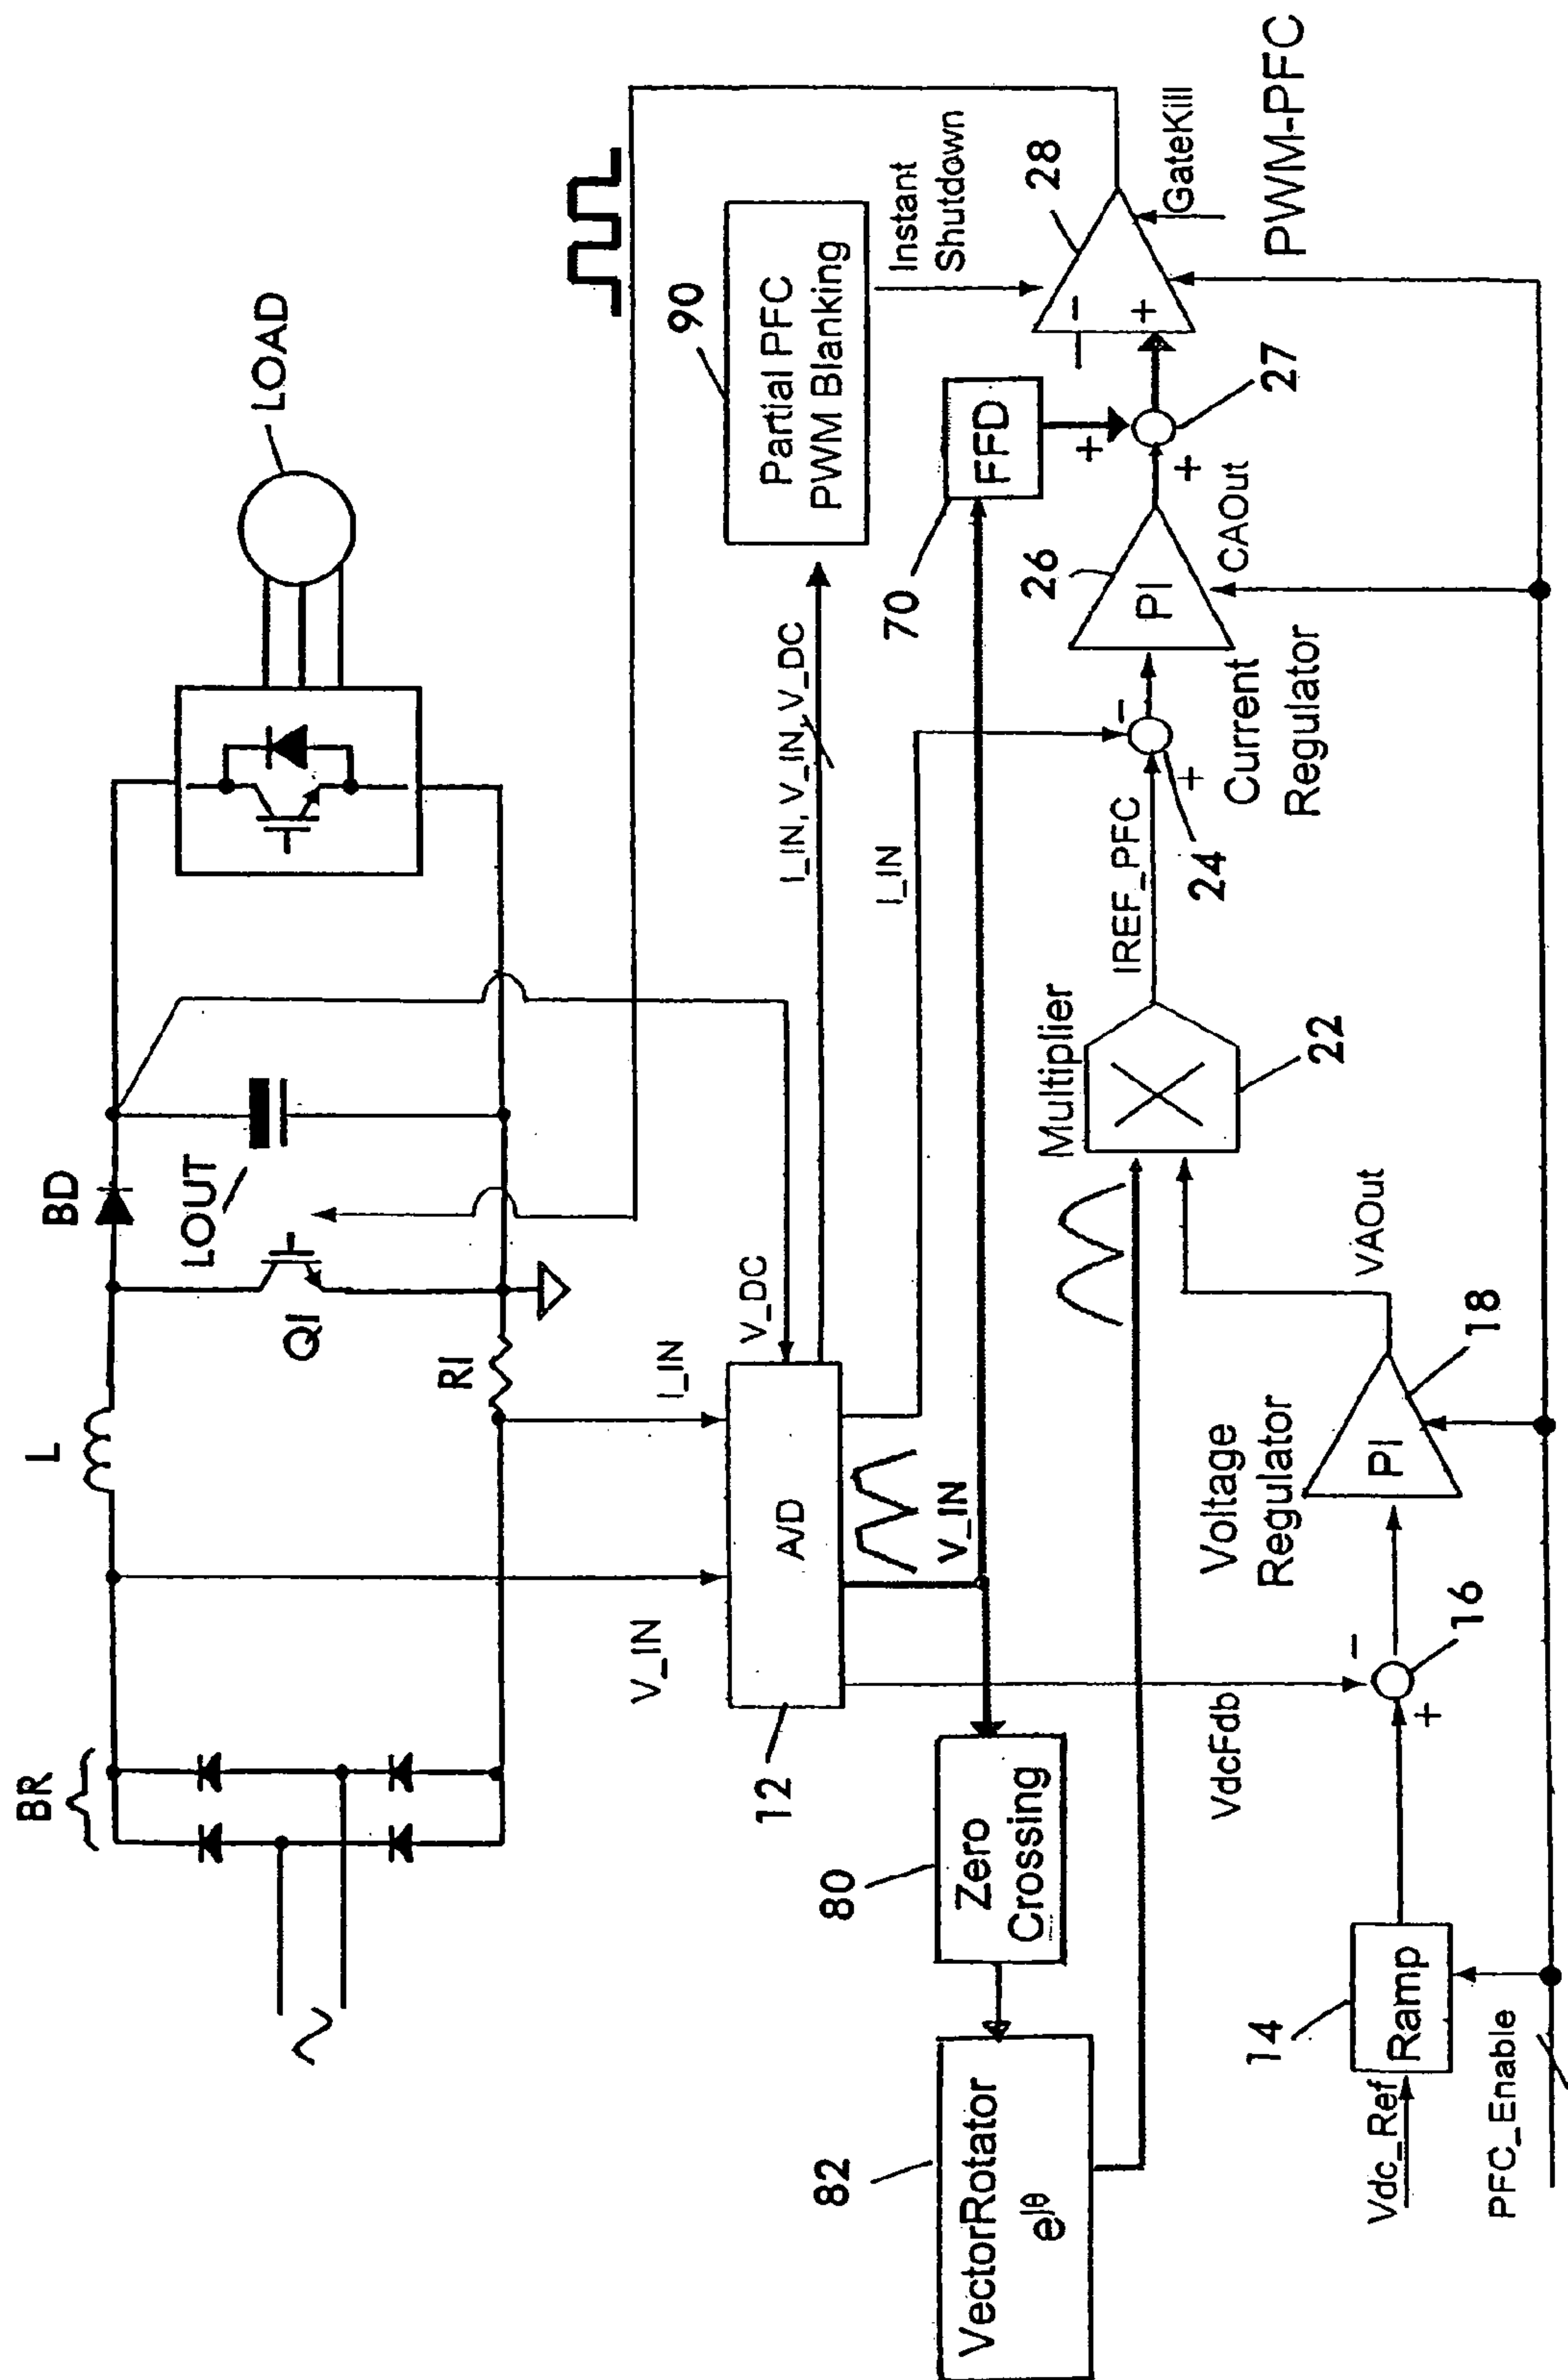 BR
L
BD
LOUT
QI
RI
LOAD
V_IN
I_IN
V_DC
A/D
12
V_IN
I_IN, V_IN, V_DC
I_IN
90
Partial PFC
PWM Blanking
Instant
Shutdown
28
-
+
GateKill
PWM-PFC
70
FFD
+
+
27
26
PI
CAOut
Current
Regulator
-
+
24
IREF_PFC
Multiplier
22
80
Zero
Crossing
82
VectorRotator
e^jθ
VdcFdb
VAOut
Voltage
Regulator
PI
18
-
+
16
14
Ramp
Vdc_Ref
PFC_Enable